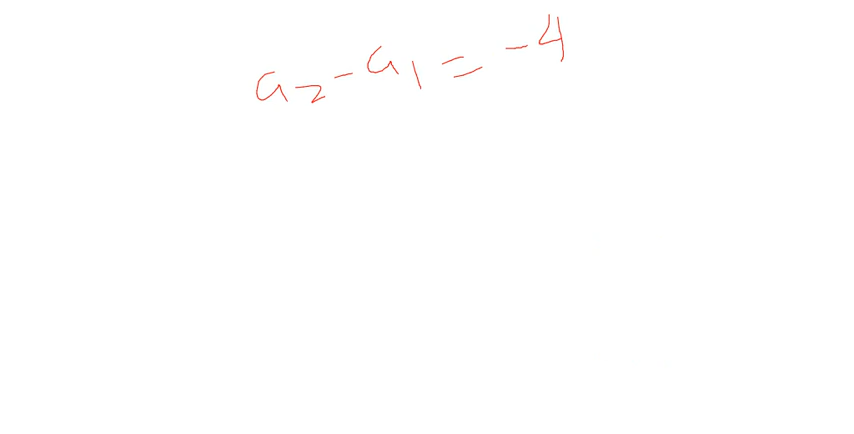 a₂ - a₁ = -4